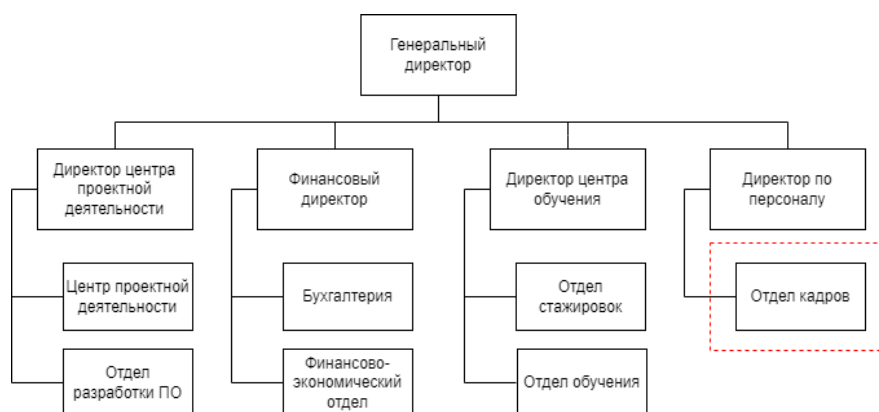 Генеральный
директор
Директор центра
проектной
деятельности
Финансовый
директор
Директор центра
обучения
Директор по
персоналу
Центр проектной
деятельности
Бухгалтерия
Отдел
стажировок
Отдел кадров
Отдел
разработки ПО
Финансово-
экономический
отдел
Отдел обучения